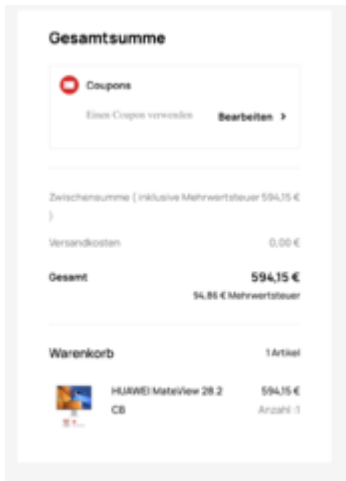 Gesamtsumme
Coupons
Einen Coupon verwenden
Bearbeiten >
Zwischensumme ( inklusive Mehrwertsteuer 594,15 €
)
Versandkosten 0,00 €
Gesamt 594,15 €
94,86 € Mehrwertsteuer
Warenkorb 1 Artikel
HUAWEI MateView 28.2 594,15 €
CB Anzahl :1